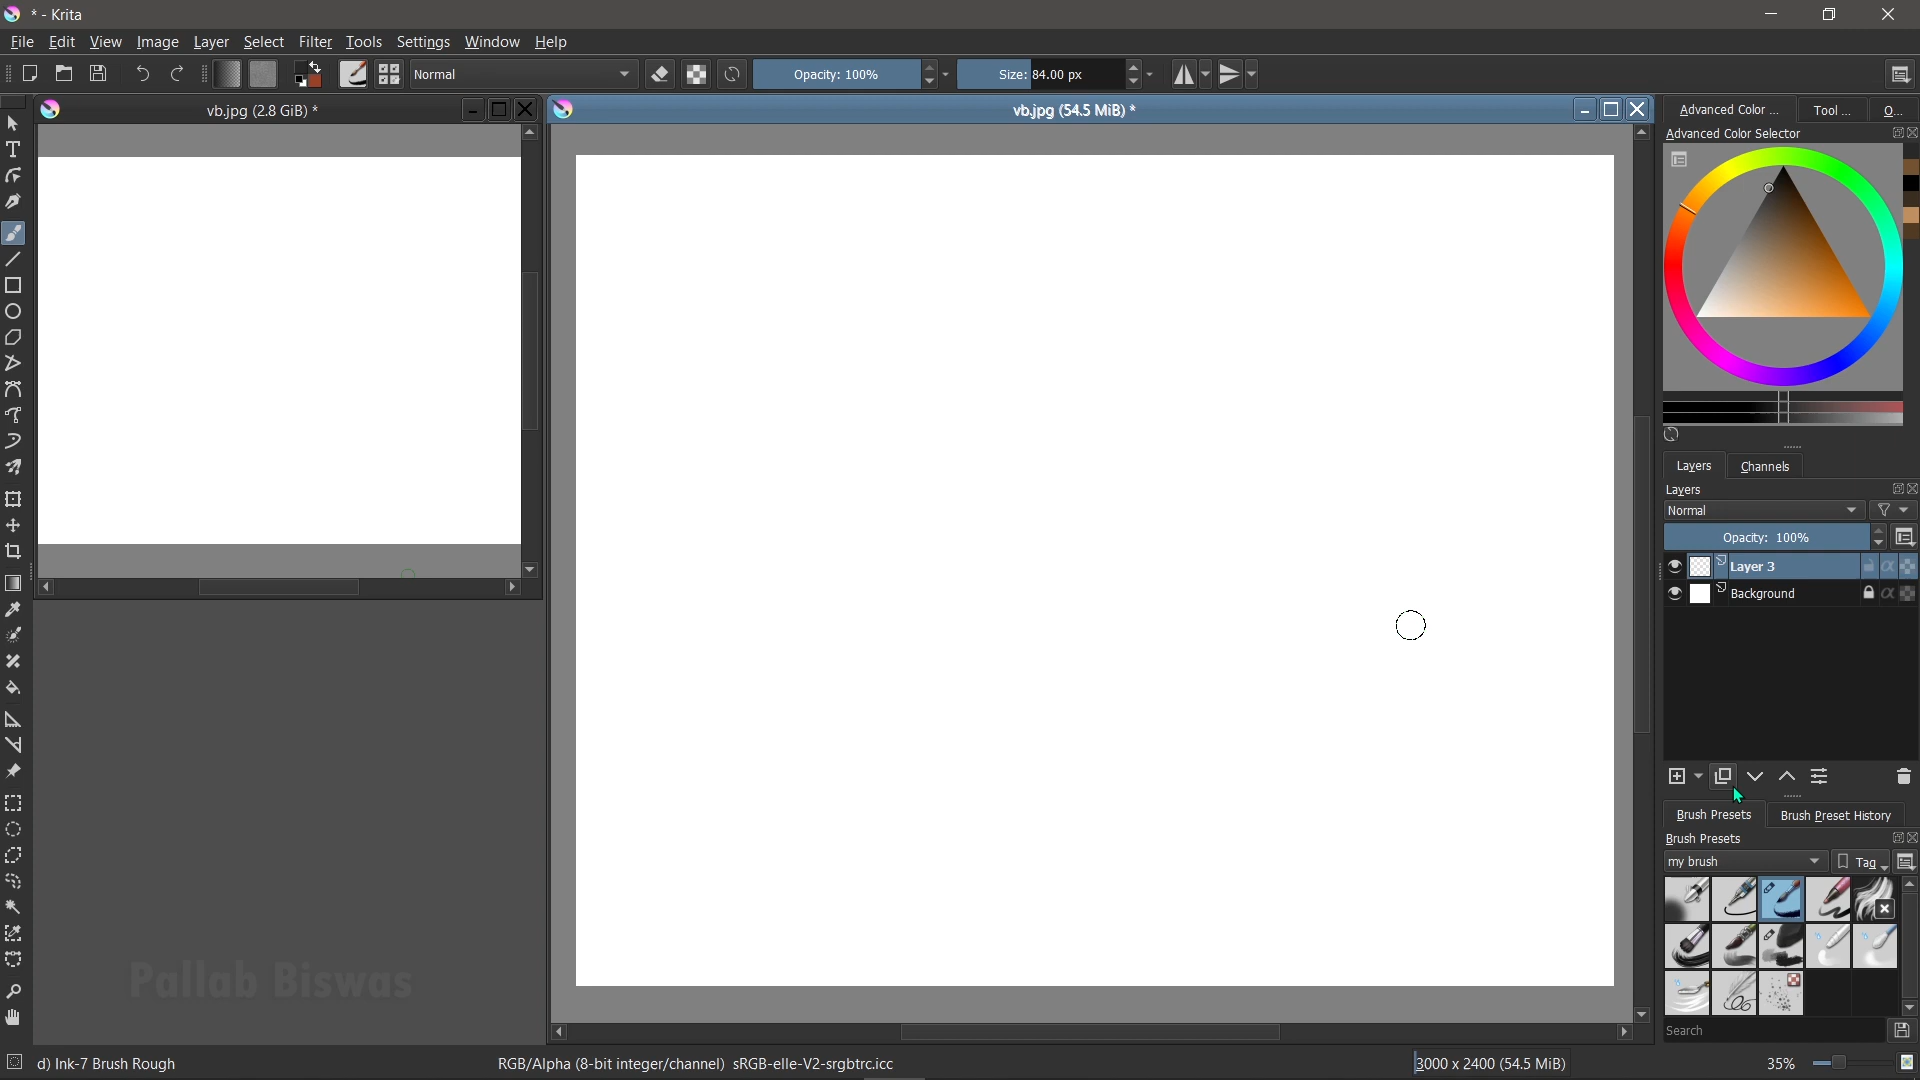 * - Krita
File Edit View Image Layer Select Filter Tools Settings Window Help
Normal Opacity: 100% Size: 84.00 px
vb.jpg (2.8 GiB) *
vb.jpg (54.5 MiB) *
Advanced Color ... Tool ... O...
Advanced Color Selector
Layers Channels
Layers
Normal
Opacity: 100%
Layer 3
Background
Brush Presets Brush Preset History
Brush Presets
my brush Tag
Search
Pallab Biswas
d) Ink-7 Brush Rough RGB/Alpha (8-bit integer/channel) sRGB-elle-V2-srgbtrc.icc 3000 x 2400 (54.5 MiB) 35%